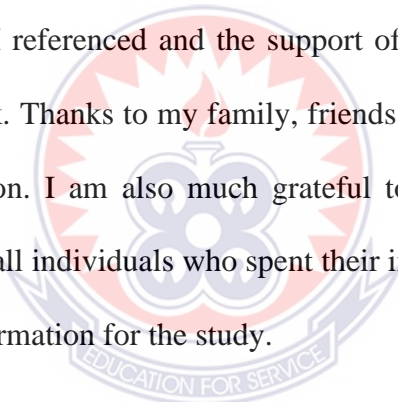 referenced and the support of
. Thanks to my family, friends
on. I am also much grateful to
all individuals who spent their
rmation for the study.
EDUCATION FOR SERVICE